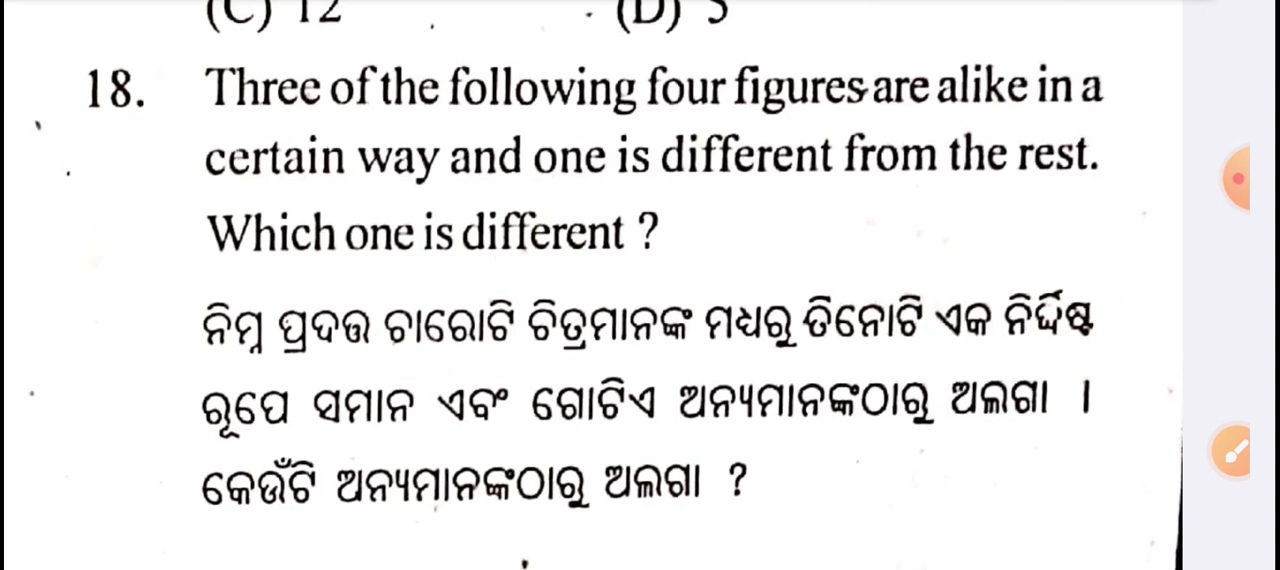 (C) 12 (D) 5
18. Three of the following four figures are alike in a
certain way and one is different from the rest.
Which one is different ?
ନିମ୍ନ ପ୍ରଦତ୍ତ ଚାରୋଟି ଚିତ୍ରମାନଙ୍କ ମଧ୍ୟରୁ ତିନୋଟି ଏକ ନିର୍ଦ୍ଦିଷ୍ଟ
ରୂପେ ସମାନ ଏବଂ ଗୋଟିଏ ଅନ୍ୟମାନଙ୍କଠାରୁ ଅଲଗା ।
କେଉଁଟି ଅନ୍ୟମାନଙ୍କଠାରୁ ଅଲଗା ?